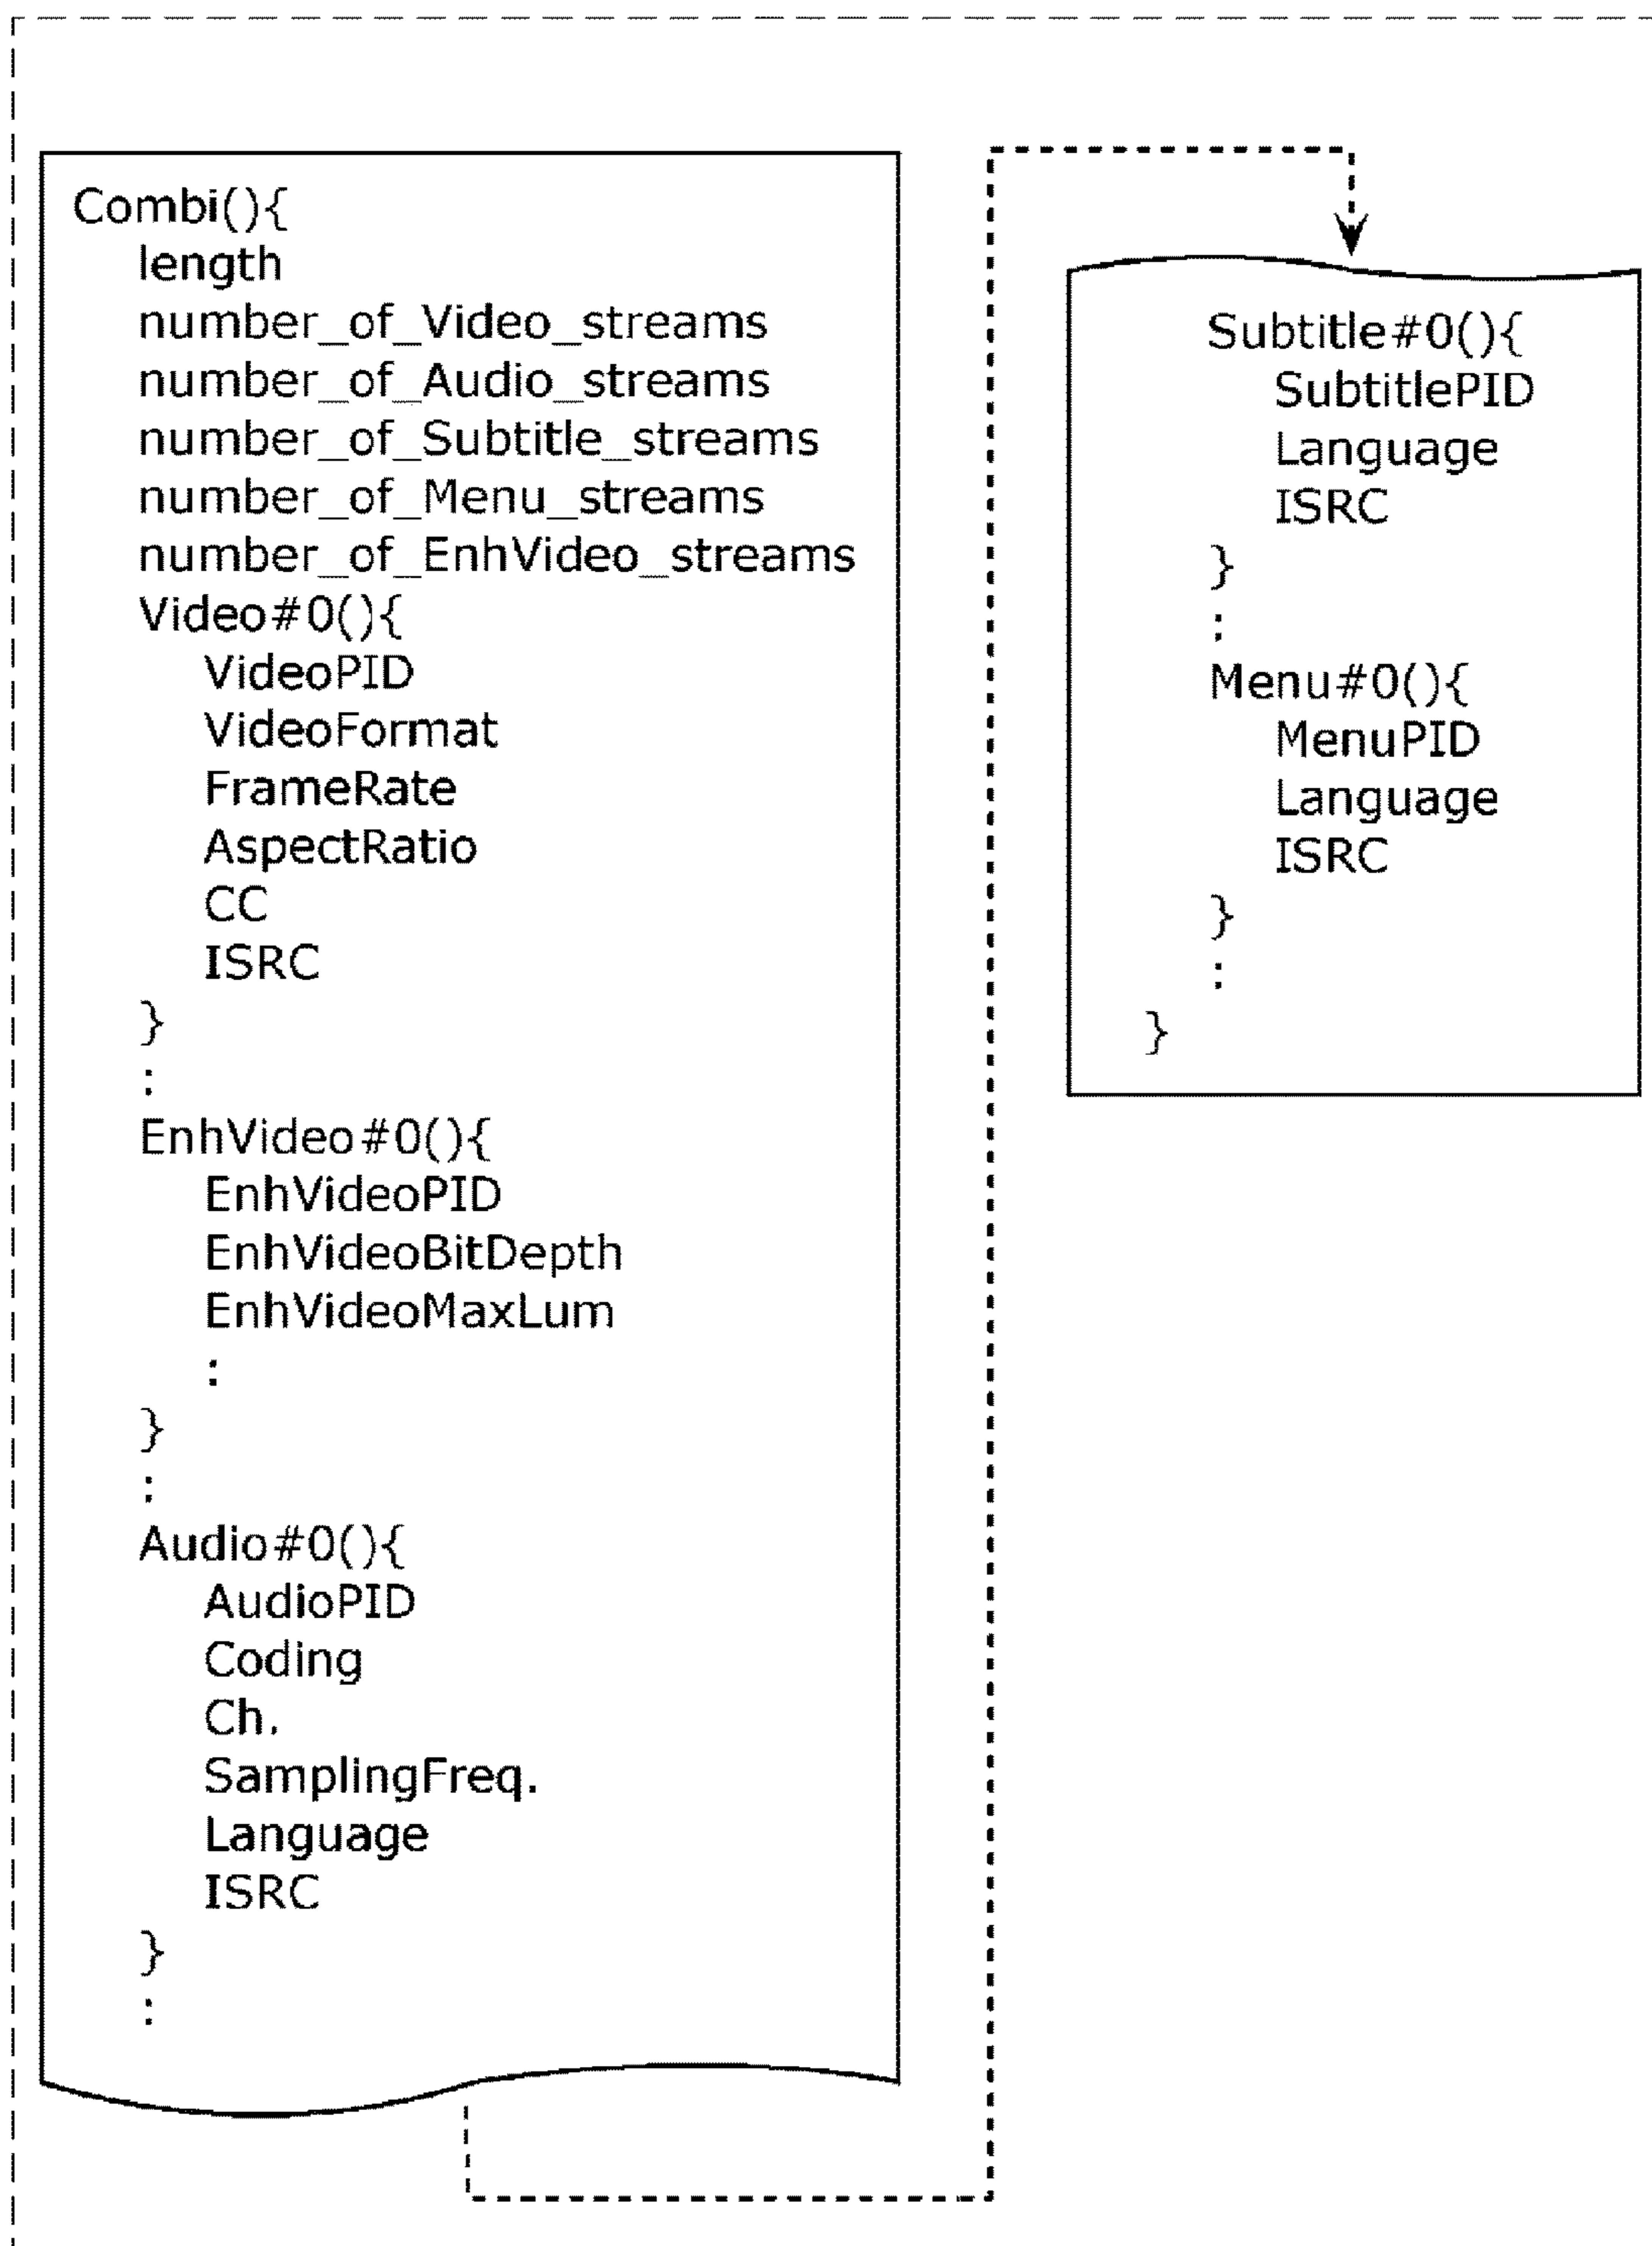 Combi(){
length
number_of_Video_streams
number_of_Audio_streams
number_of_Subtitle_streams
number_of_Menu_streams
number_of_EnhVideo_streams
Video#0(){
VideoPID
VideoFormat
FrameRate
AspectRatio
CC
ISRC
}
:
EnhVideo#0(){
EnhVideoPID
EnhVideoBitDepth
EnhVideoMaxLum
:
}
:
Audio#0(){
AudioPID
Coding
Ch.
SamplingFreq.
Language
ISRC
}
:
Subtitle#0(){
SubtitlePID
Language
ISRC
}
:
Menu#0(){
MenuPID
Language
ISRC
}
:
}